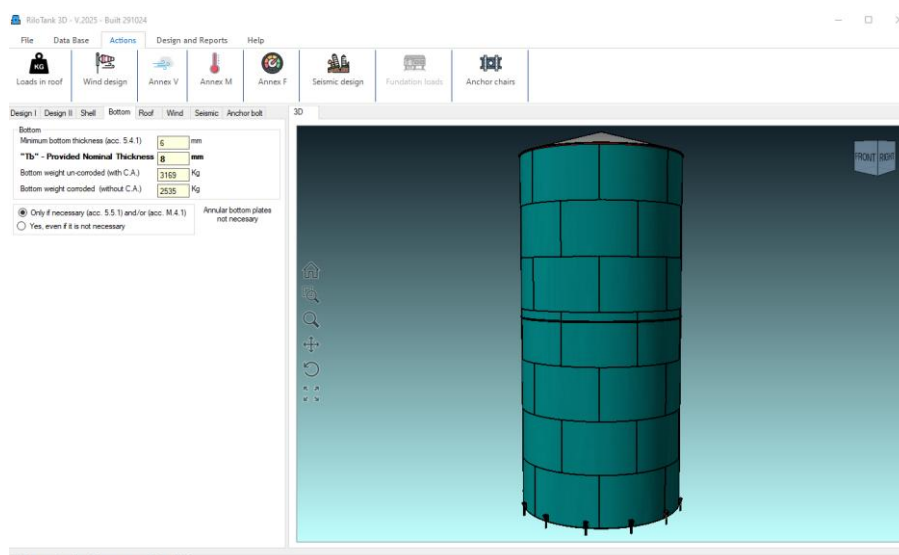 RiloTank 3D - V.2025 - Built 291024
File Data Base Actions Design and Reports Help
KG
Loads in roof Wind design Annex V Annex M Annex F Seismic design Fundation loads Anchor chairs
Design I Design II Shell Bottom Roof Wind Seismic Anchor bolt
3D
Bottom
Minimum bottom thickness (acc. 5.4.1) 6 mm
"Tb" - Provided Nominal Thickness 8 mm
Bottom weight un-corroded (with C.A.) 3169 Kg
Bottom weight corroded (without C.A.) 2535 Kg
Only if necessary (acc. 5.5.1) and/or (acc. M.4.1)
Yes, even if it is not necessary
Annular bottom plates
not necesary
FRONT RIGHT